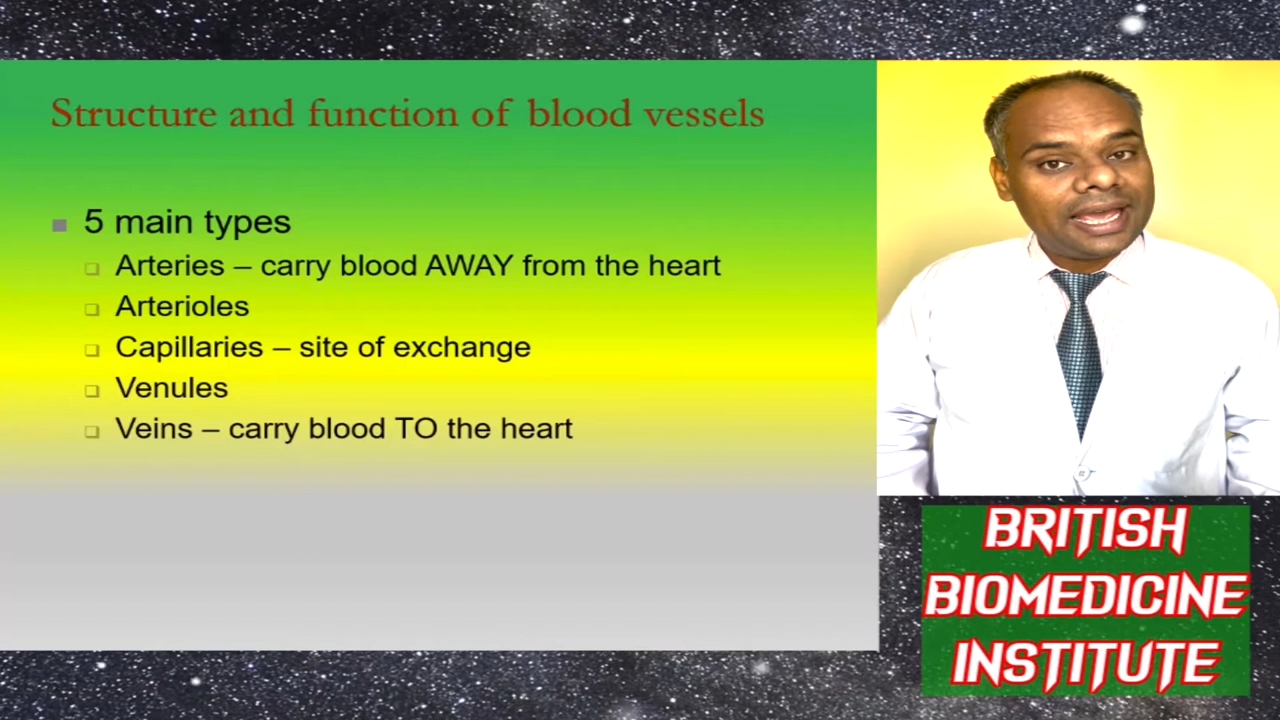 Structure and function of blood vessels
5 main types
Arteries – carry blood AWAY from the heart
Arterioles
Capillaries – site of exchange
Venules
Veins – carry blood TO the heart
BRITISH
BIOMEDICINE
INSTITUTE